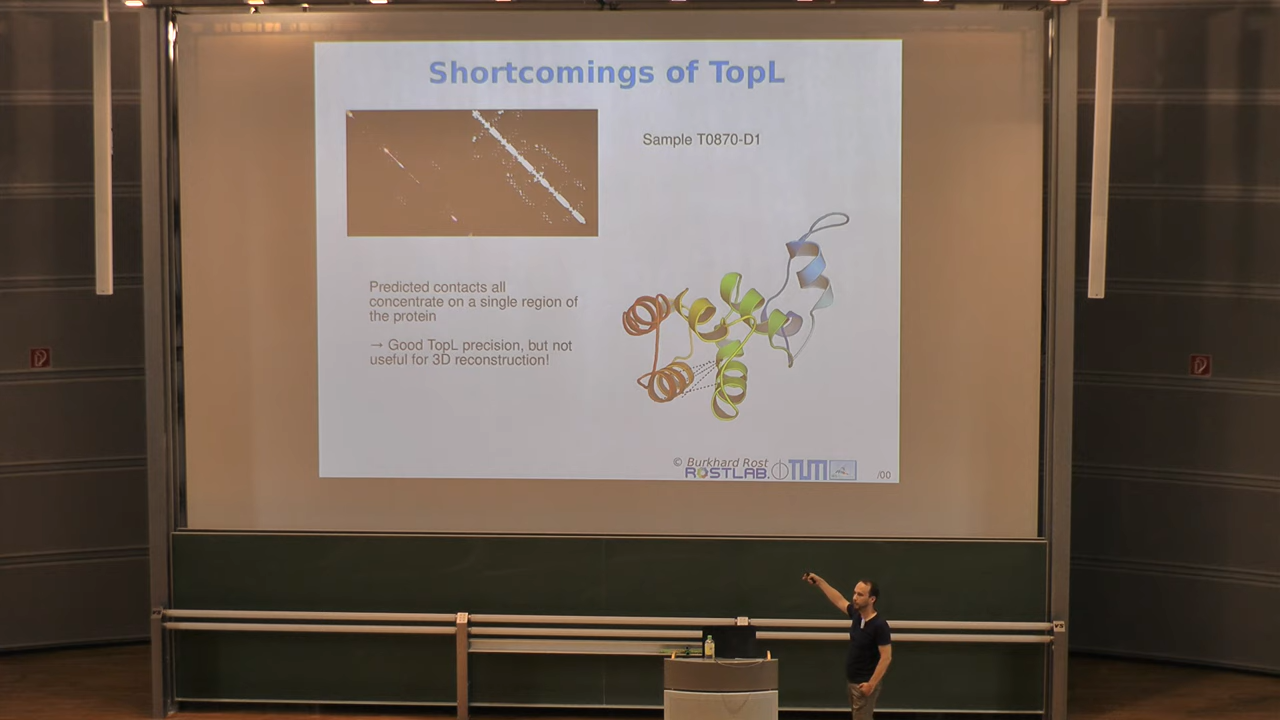 Shortcomings of TopL
Sample T0870-D1
Predicted contacts all
concentrate on a single region of
the protein
→ Good TopL precision, but not
useful for 3D reconstruction!
© Burkhard Rost
ROSTLAB.
TUM
/00